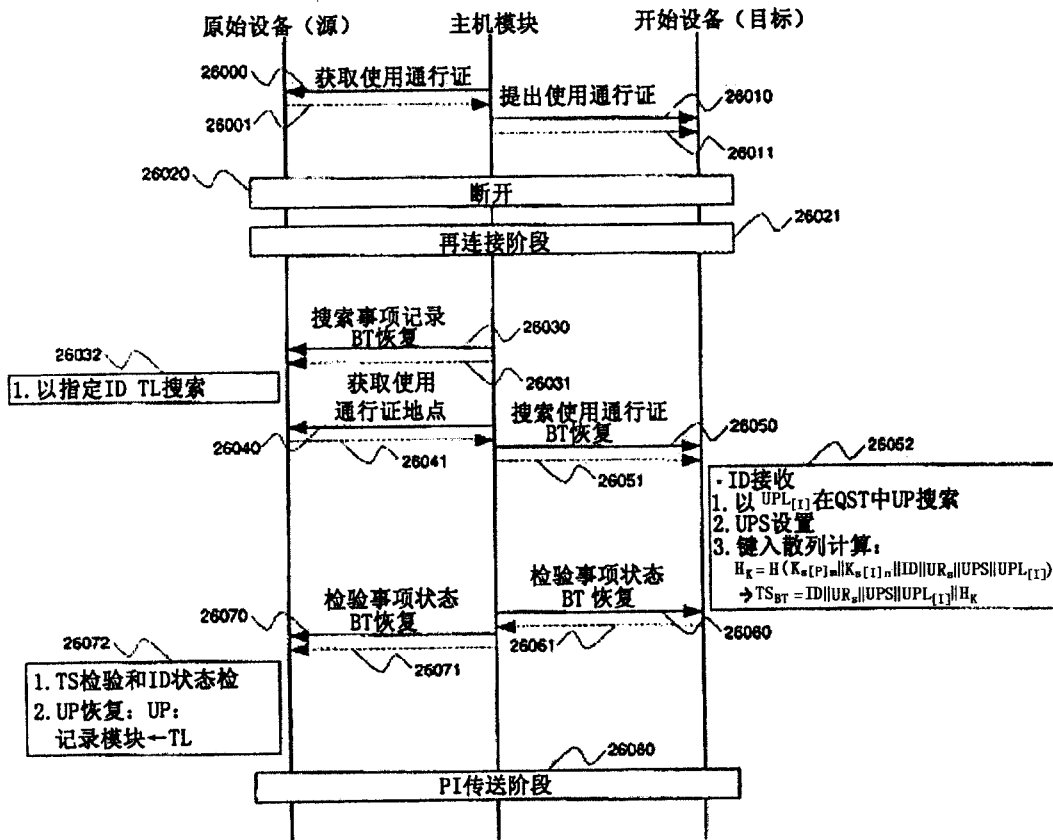 原始设备（源）
主机模块
开始设备（目标）
26000
获取使用通行证
26001
提出使用通行证
26010
26011
26020
断开
26021
再连接阶段
搜索事项记录
BT恢复
26030
26031
26032
1. 以指定ID TL搜索
获取使用
通行证地点
26040
26041
搜索使用通行证
BT恢复
26050
26051
26052
·ID接收
1. 以 UPL[I]在QST中UP搜索
2. UPS设置
3. 键入散列计算：
HK = H(Ks[P]m||Ks[I]n||ID||URs||UPS||UPL[I])
→ TSBT = ID||URs||UPS||UPL[I]||HK
检验事项状态
BT 恢复
26060
26061
检验事项状态
BT恢复
26070
26071
26072
1. TS检验和ID状态检
2. UP恢复：UP：
记录模块←TL
26080
PI传送阶段